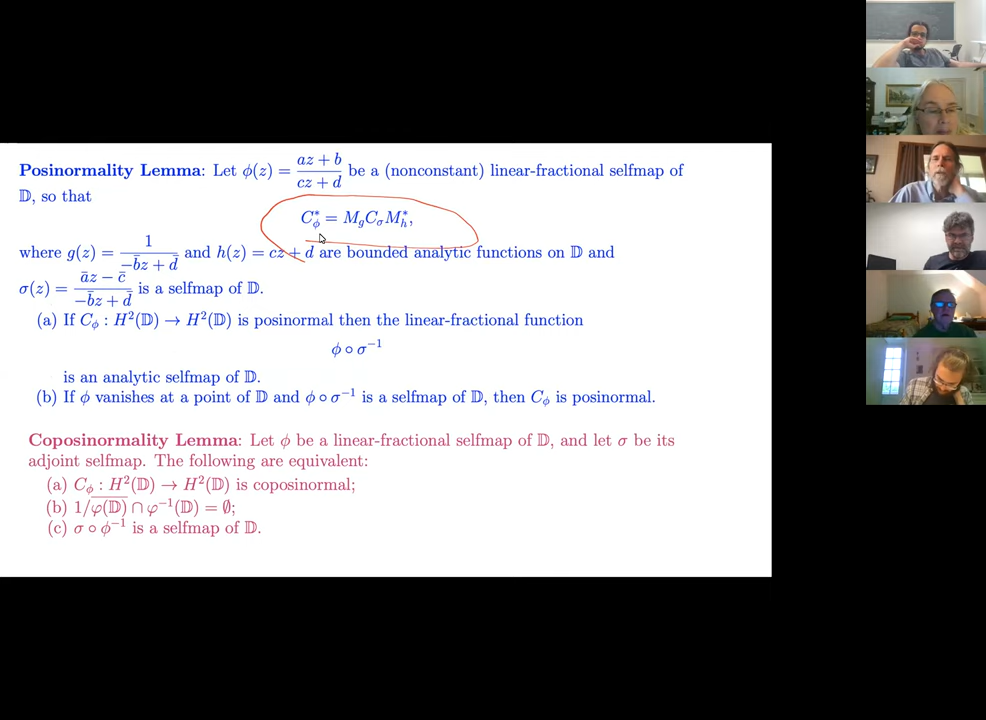 Posinormality Lemma: Let ϕ(z) = (az + b)/(cz + d) be a (nonconstant) linear-fractional selfmap of
𝔻, so that
C*_ϕ = M_g C_σ M*_h,
where g(z) = 1/(−b̄z + d̄) and h(z) = cz + d are bounded analytic functions on 𝔻 and
σ(z) = (āz − c̄)/(−b̄z + d̄) is a selfmap of 𝔻.
(a) If C_ϕ : H²(𝔻) → H²(𝔻) is posinormal then the linear-fractional function
ϕ ∘ σ⁻¹
is an analytic selfmap of 𝔻.
(b) If ϕ vanishes at a point of 𝔻 and ϕ ∘ σ⁻¹ is a selfmap of 𝔻, then C_ϕ is posinormal.
Coposinormality Lemma: Let ϕ be a linear-fractional selfmap of 𝔻, and let σ be its
adjoint selfmap. The following are equivalent:
(a) C_ϕ : H²(𝔻) → H²(𝔻) is coposinormal;
(b) 1/\overline{φ(𝔻)} ∩ φ⁻¹(𝔻) = ∅;
(c) σ ∘ ϕ⁻¹ is a selfmap of 𝔻.